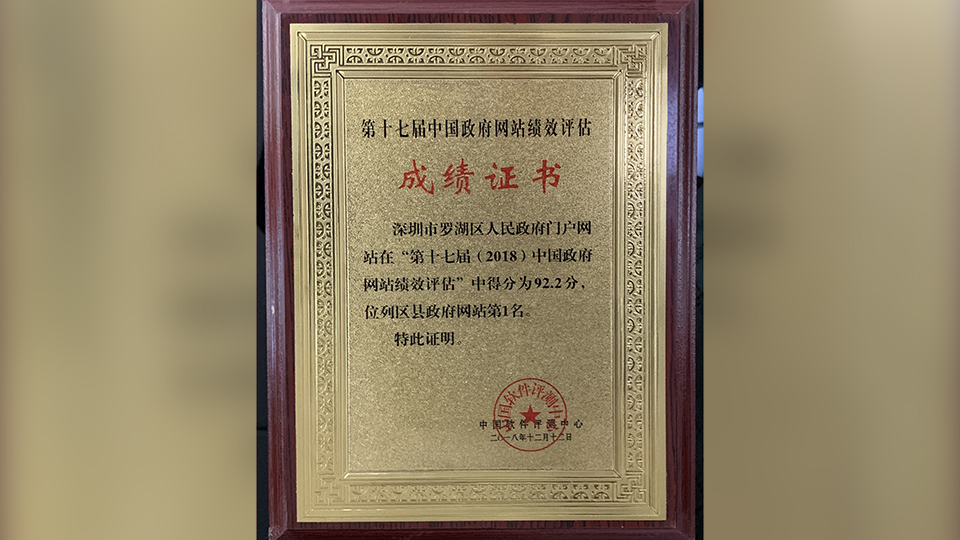 第十七届中国政府网站绩效评估
成绩证书
深圳市罗湖区人民政府门户网
站在“第十七届（2018）中国政府
网站绩效评估”中得分为92.2分，
位列区县政府网站第1名。
特此证明。
中国软件评测中心
中国软件评测中心
二〇一八年十二月十二日